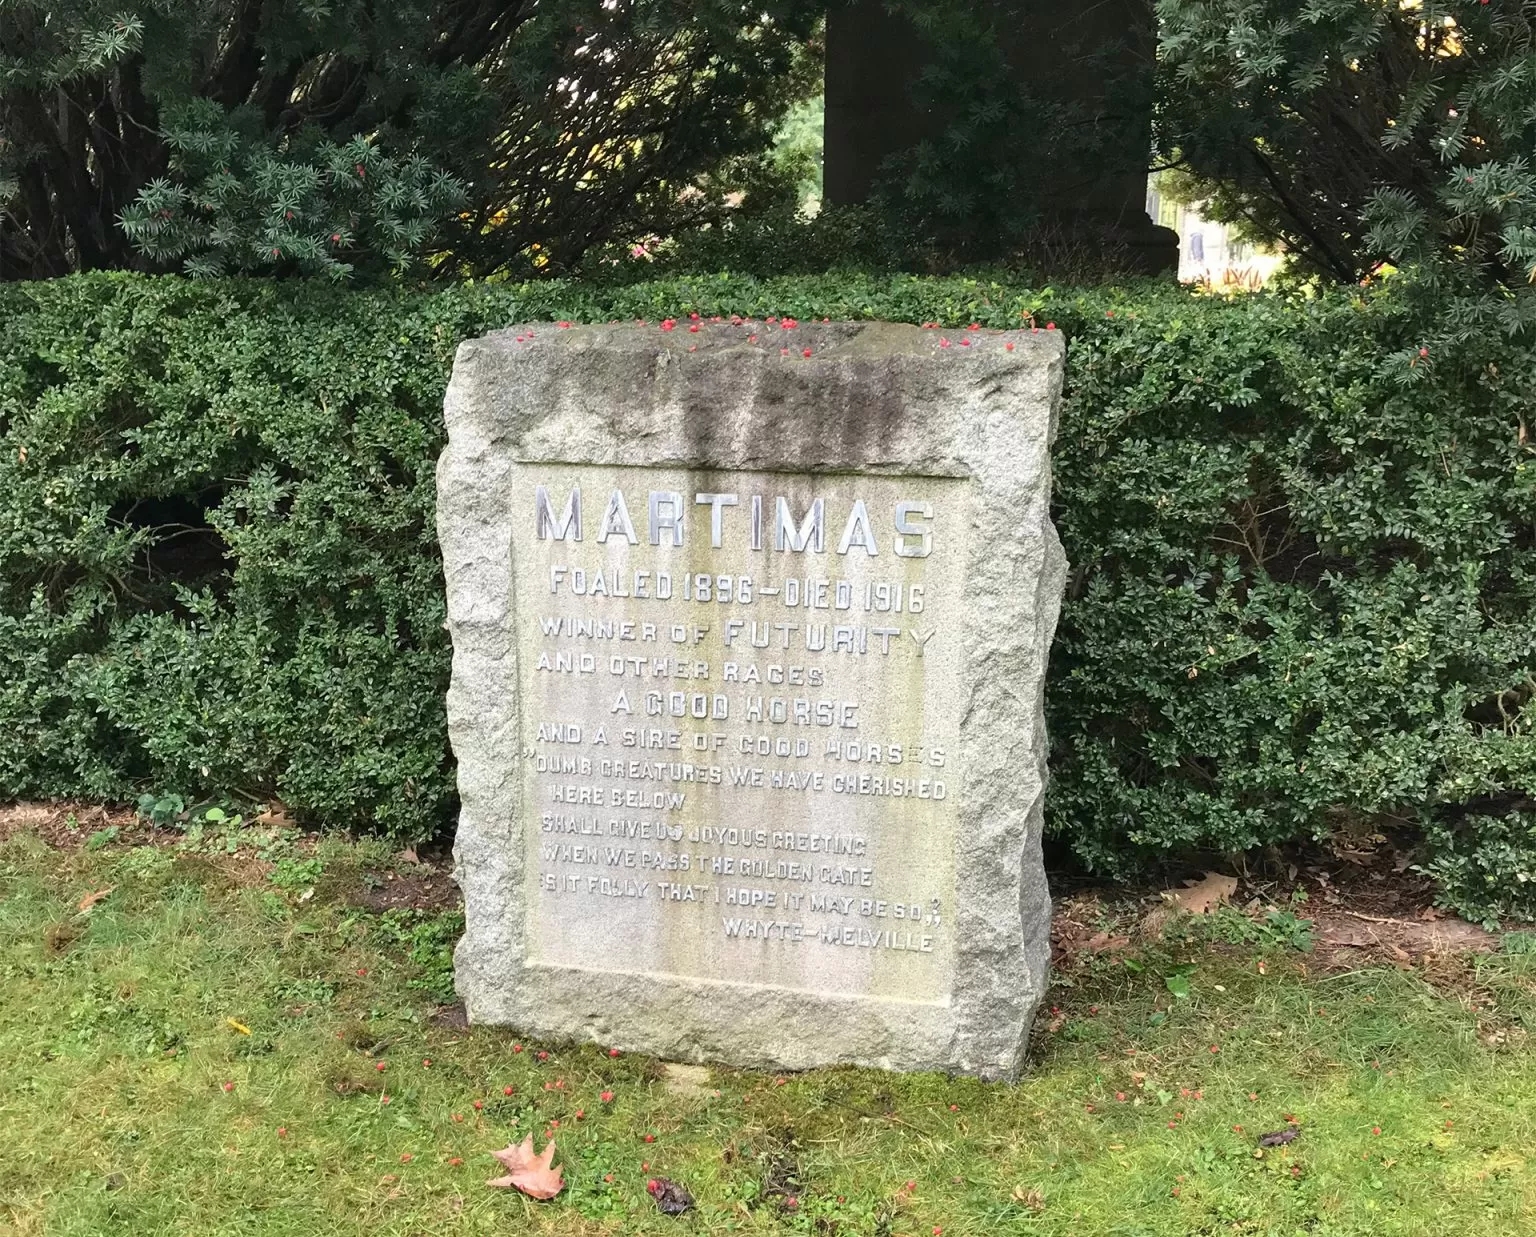 MARTIMAS
FOALED 1896-DIED 1916
WINNER OF FUTURITY
AND OTHER RACES
A GOOD HORSE
AND A SIRE OF GOOD HORSES
"DUMB CREATURES WE HAVE CHERISHED
HERE BELOW
SHALL GIVE US JOYOUS GREETING
WHEN WE PASS THE GOLDEN GATE
IS IT FOLLY THAT I HOPE IT MAY BE SO?"
WHYTE-MELVILLE